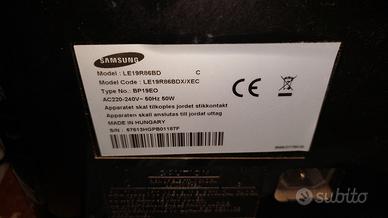 SAMSUNG
Model : LE19R86BD C
Model Code : LE19R86BDX/XEC
Type No. : BP19EO
AC220-240V~ 50Hz 50W
Apparatet skal tilkoples jordet stikkontakt
Apparaten skall anslutas till jordat uttag
MADE IN HUNGARY
S/N : 67613HGPB01187F
CAUTION
subito